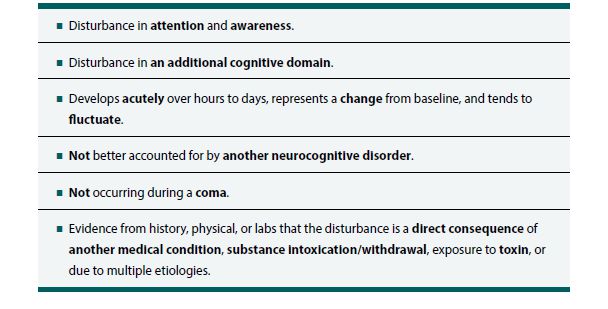 ■ Disturbance in attention and awareness.
■ Disturbance in an additional cognitive domain.
■ Develops acutely over hours to days, represents a change from baseline, and tends to
fluctuate.
■ Not better accounted for by another neurocognitive disorder.
■ Not occurring during a coma.
■ Evidence from history, physical, or labs that the disturbance is a direct consequence of
another medical condition, substance intoxication/withdrawal, exposure to toxin, or
due to multiple etiologies.